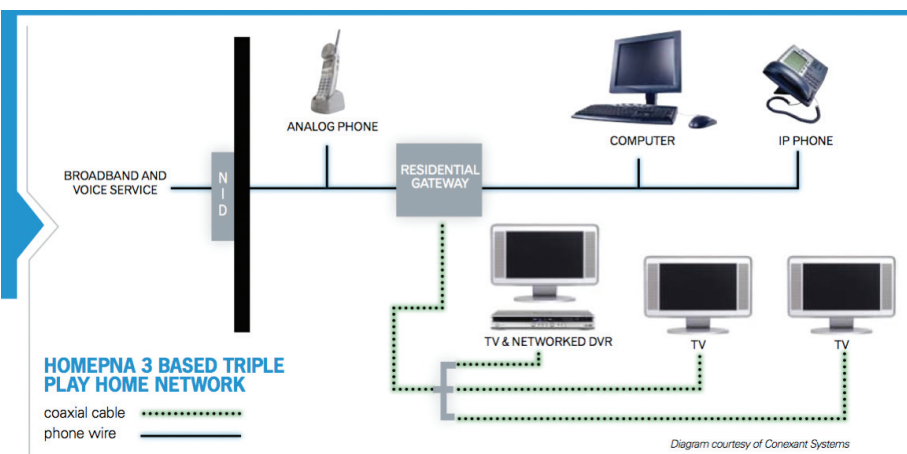 ANALOG PHONE
COMPUTER
IP PHONE
BROADBAND AND
VOICE SERVICE
N
I
D
RESIDENTIAL
GATEWAY
TV & NETWORKED DVR
TV
TV
HOMEPNA 3 BASED TRIPLE
PLAY HOME NETWORK
coaxial cable
phone wire
Diagram courtesy of Conexant Systems